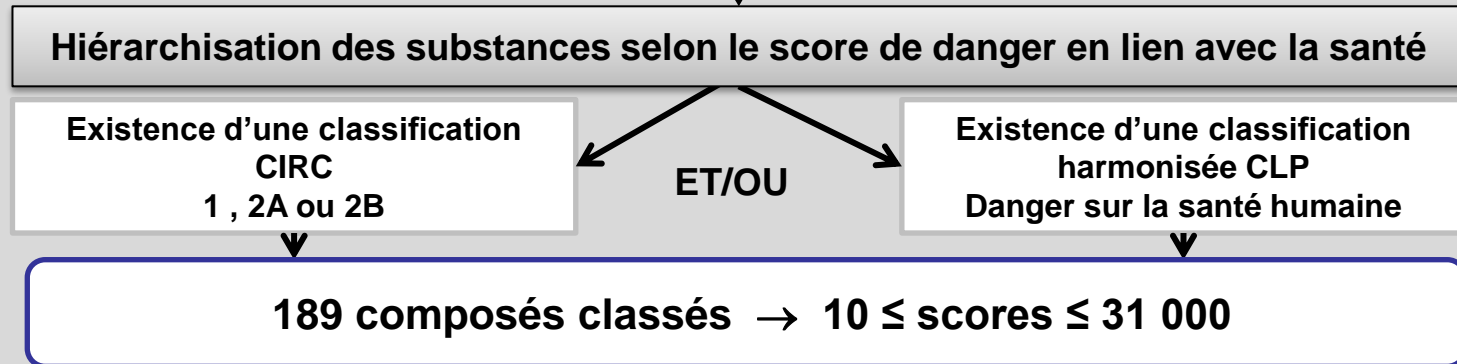 Hiérarchisation des substances selon le score de danger en lien avec la santé
Existence d’une classification
CIRC
1 , 2A ou 2B
ET/OU
Existence d’une classification
harmonisée CLP
Danger sur la santé humaine
189 composés classés → 10 ≤ scores ≤ 31 000